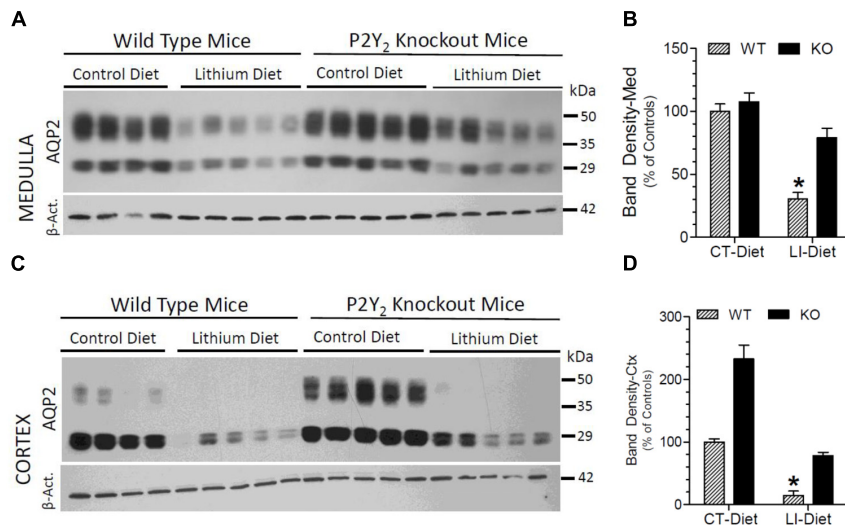 A
Wild Type Mice
P2Y₂ Knockout Mice
Control Diet
Lithium Diet
Control Diet
Lithium Diet
kDa
MEDULLA
AQP2
50
35
29
β-Act.
42
B
WT
KO
Band Density-Med
(% of Controls)
150
100
50
0
*
CT-Diet
LI-Diet
C
Wild Type Mice
P2Y₂ Knockout Mice
Control Diet
Lithium Diet
Control Diet
Lithium Diet
kDa
CORTEX
AQP2
50
35
29
β-Act.
42
D
WT
KO
Band Density-Ctx
(% of Controls)
300
200
100
0
*
CT-Diet
LI-Diet